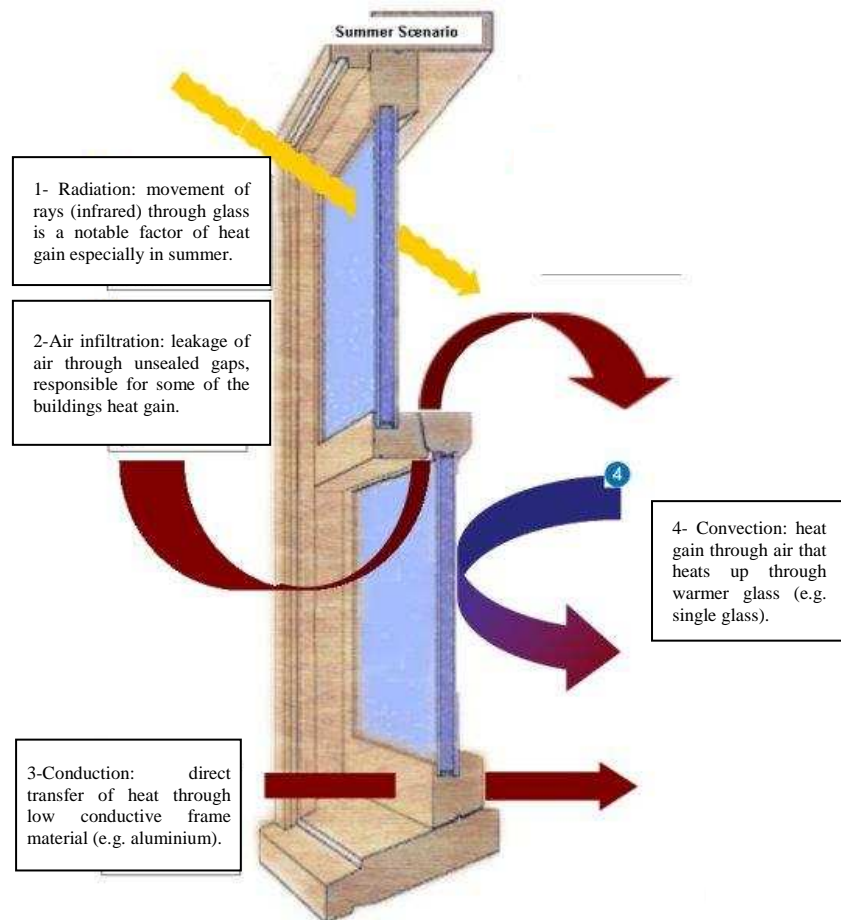 Summer Scenario
1- Radiation: movement of
rays (infrared) through glass
is a notable factor of heat
gain especially in summer.
2-Air infiltration: leakage of
air through unsealed gaps,
responsible for some of the
buildings heat gain.
4
4- Convection: heat
gain through air that
heats up through
warmer glass (e.g.
single glass).
3-Conduction: direct
transfer of heat through
low conductive frame
material (e.g. aluminium).